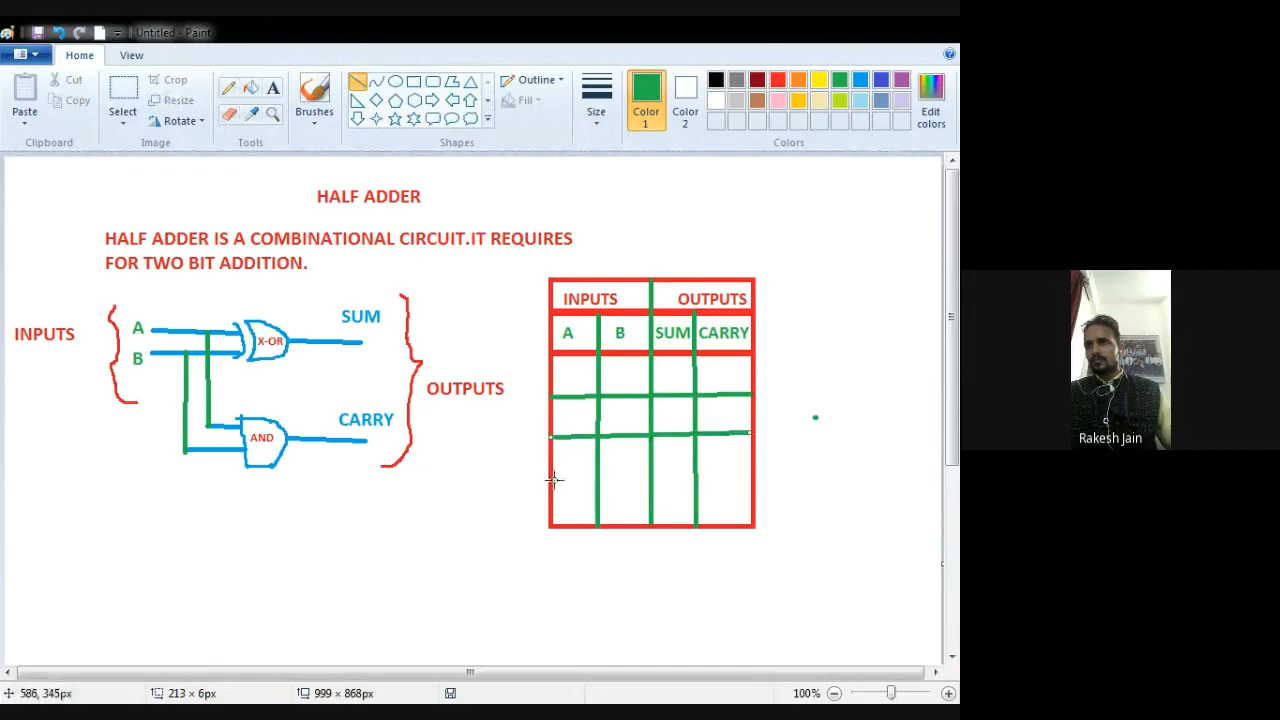 Untitled - Paint
Home
View
Paste
Cut
Copy
Clipboard
Select
Crop
Resize
Rotate
Image
A
Tools
Brushes
Shapes
Outline
Fill
Size
Color 1
Color 2
Edit colors
Colors
HALF ADDER
HALF ADDER IS A COMBINATIONAL CIRCUIT.IT REQUIRES
FOR TWO BIT ADDITION.
INPUTS
A
B
X-OR
SUM
AND
CARRY
OUTPUTS
INPUTS OUTPUTS
A B SUM CARRY
Rakesh Jain
586, 345px
213 × 6px
999 × 868px
100%